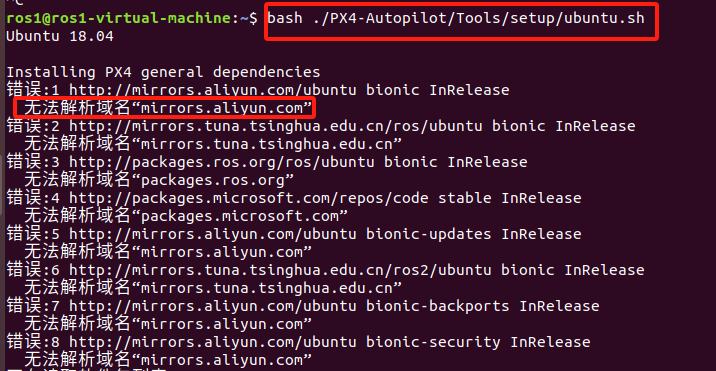 ros1@ros1-virtual-machine:~$ bash ./PX4-Autopilot/Tools/setup/ubuntu.sh
Ubuntu 18.04
Installing PX4 general dependencies
错误:1 http://mirrors.aliyun.com/ubuntu bionic InRelease
无法解析域名“mirrors.aliyun.com”
错误:2 http://mirrors.tuna.tsinghua.edu.cn/ros/ubuntu bionic InRelease
无法解析域名“mirrors.tuna.tsinghua.edu.cn”
错误:3 http://packages.ros.org/ros/ubuntu bionic InRelease
无法解析域名“packages.ros.org”
错误:4 http://packages.microsoft.com/repos/code stable InRelease
无法解析域名“packages.microsoft.com”
错误:5 http://mirrors.aliyun.com/ubuntu bionic-updates InRelease
无法解析域名“mirrors.aliyun.com”
错误:6 http://mirrors.tuna.tsinghua.edu.cn/ros2/ubuntu bionic InRelease
无法解析域名“mirrors.tuna.tsinghua.edu.cn”
错误:7 http://mirrors.aliyun.com/ubuntu bionic-backports InRelease
无法解析域名“mirrors.aliyun.com”
错误:8 http://mirrors.aliyun.com/ubuntu bionic-security InRelease
无法解析域名“mirrors.aliyun.com”